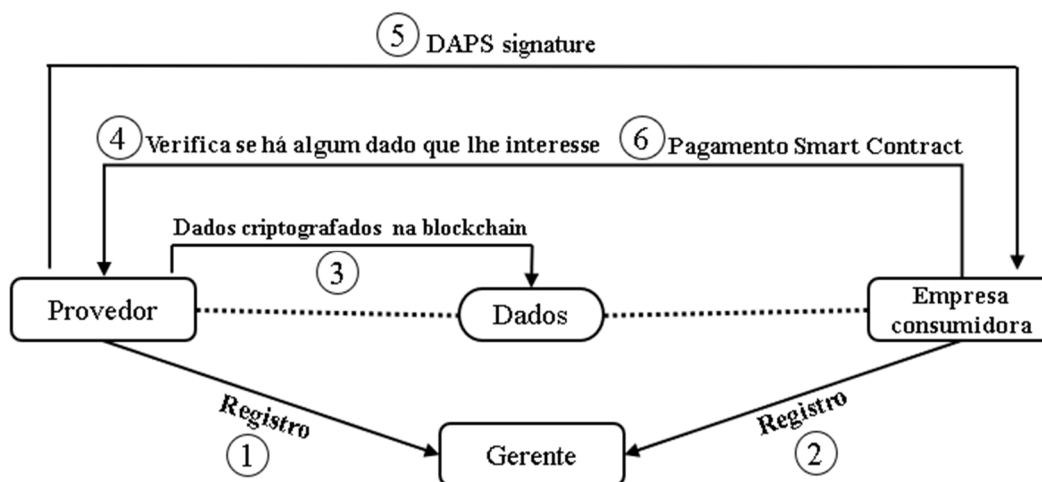 5 DAPS signature
4 Verifica se há algum dado que lhe interesse 6 Pagamento Smart Contract
Dados criptografados na blockchain
3
Provedor
Dados
Empresa
consumidora
Registro
1
Gerente
Registro
2